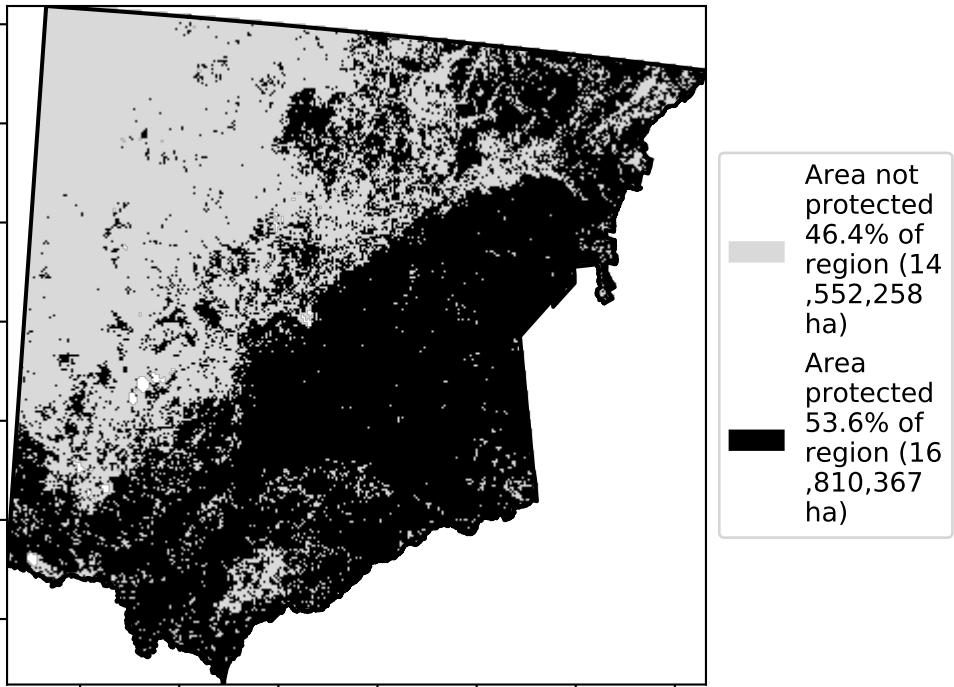 Area not
protected
46.4% of
region (14
,552,258
ha)
Area
protected
53.6% of
region (16
,810,367
ha)